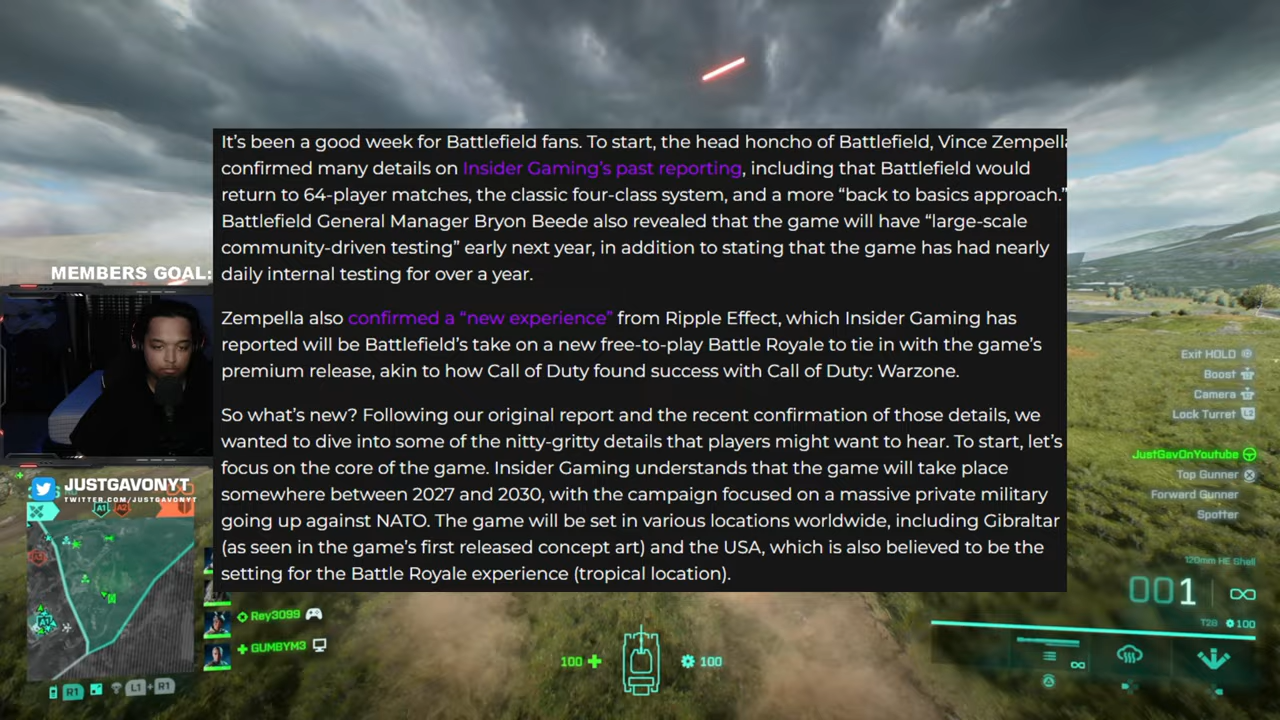 It's been a good week for Battlefield fans. To start, the head honcho of Battlefield, Vince Zempella
confirmed many details on Insider Gaming's past reporting, including that Battlefield would
return to 64-player matches, the classic four-class system, and a more “back to basics approach.”
Battlefield General Manager Bryon Beede also revealed that the game will have “large-scale
community-driven testing” early next year, in addition to stating that the game has had nearly
daily internal testing for over a year.
Zempella also confirmed a “new experience” from Ripple Effect, which Insider Gaming has
reported will be Battlefield's take on a new free-to-play Battle Royale to tie in with the game's
premium release, akin to how Call of Duty found success with Call of Duty: Warzone.
So what's new? Following our original report and the recent confirmation of those details, we
wanted to dive into some of the nitty-gritty details that players might want to hear. To start, let's
focus on the core of the game. Insider Gaming understands that the game will take place
somewhere between 2027 and 2030, with the campaign focused on a massive private military
going up against NATO. The game will be set in various locations worldwide, including Gibraltar
(as seen in the game's first released concept art) and the USA, which is also believed to be the
setting for the Battle Royale experience (tropical location).
MEMBERS GOAL:
JUSTGAVONYT
TWITTER.COM/JUSTGAVONYT
A1 A2
A1
R1 L1+R1
Rey3099
GUMBYM3
100 100
Exit HOLD
Boost
Camera
Lock Turret L2
JustGavOnYoutube
Top Gunner
Forward Gunner
Spotter
120mm HE Shell
001
T28 100